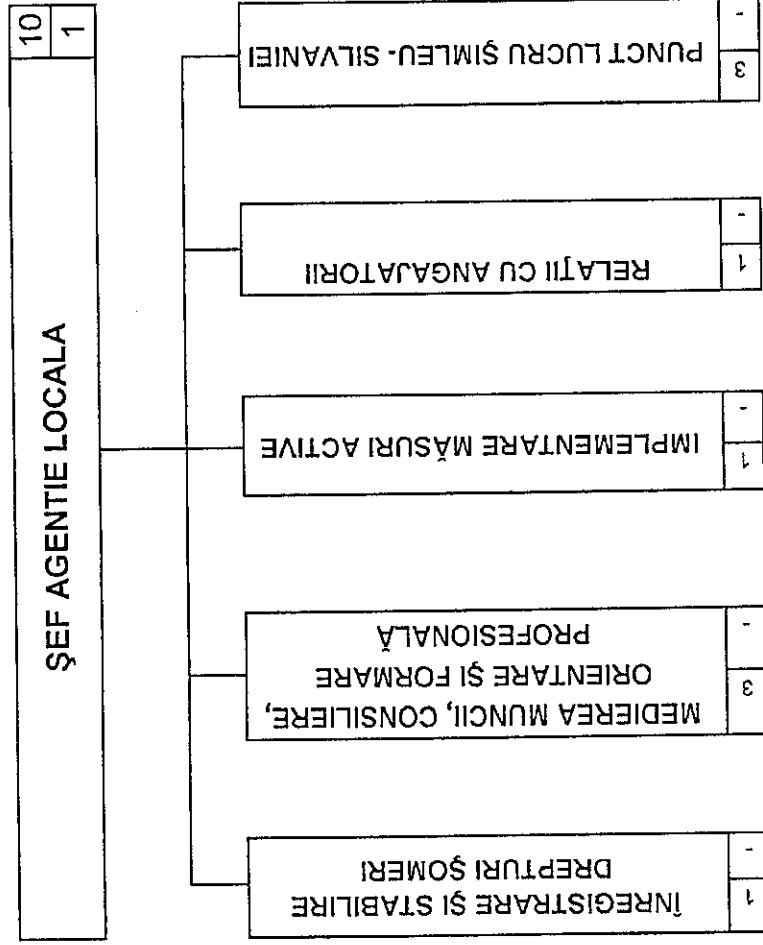 ŞEF AGENTIE LOCALA
10
1
ÎNREGISTRARE ŞI STABILIRE
DREPTURI ŞOMERI
1
-
MEDIEREA MUNCII, CONSILIERE,
ORIENTARE ŞI FORMARE
PROFESIONALĂ
3
-
IMPLEMENTARE MĂSURI ACTIVE
1
-
RELAŢII CU ANGAJATORII
1
-
PUNCT LUCRU ŞIMLEU - SILVANIEI
3
-